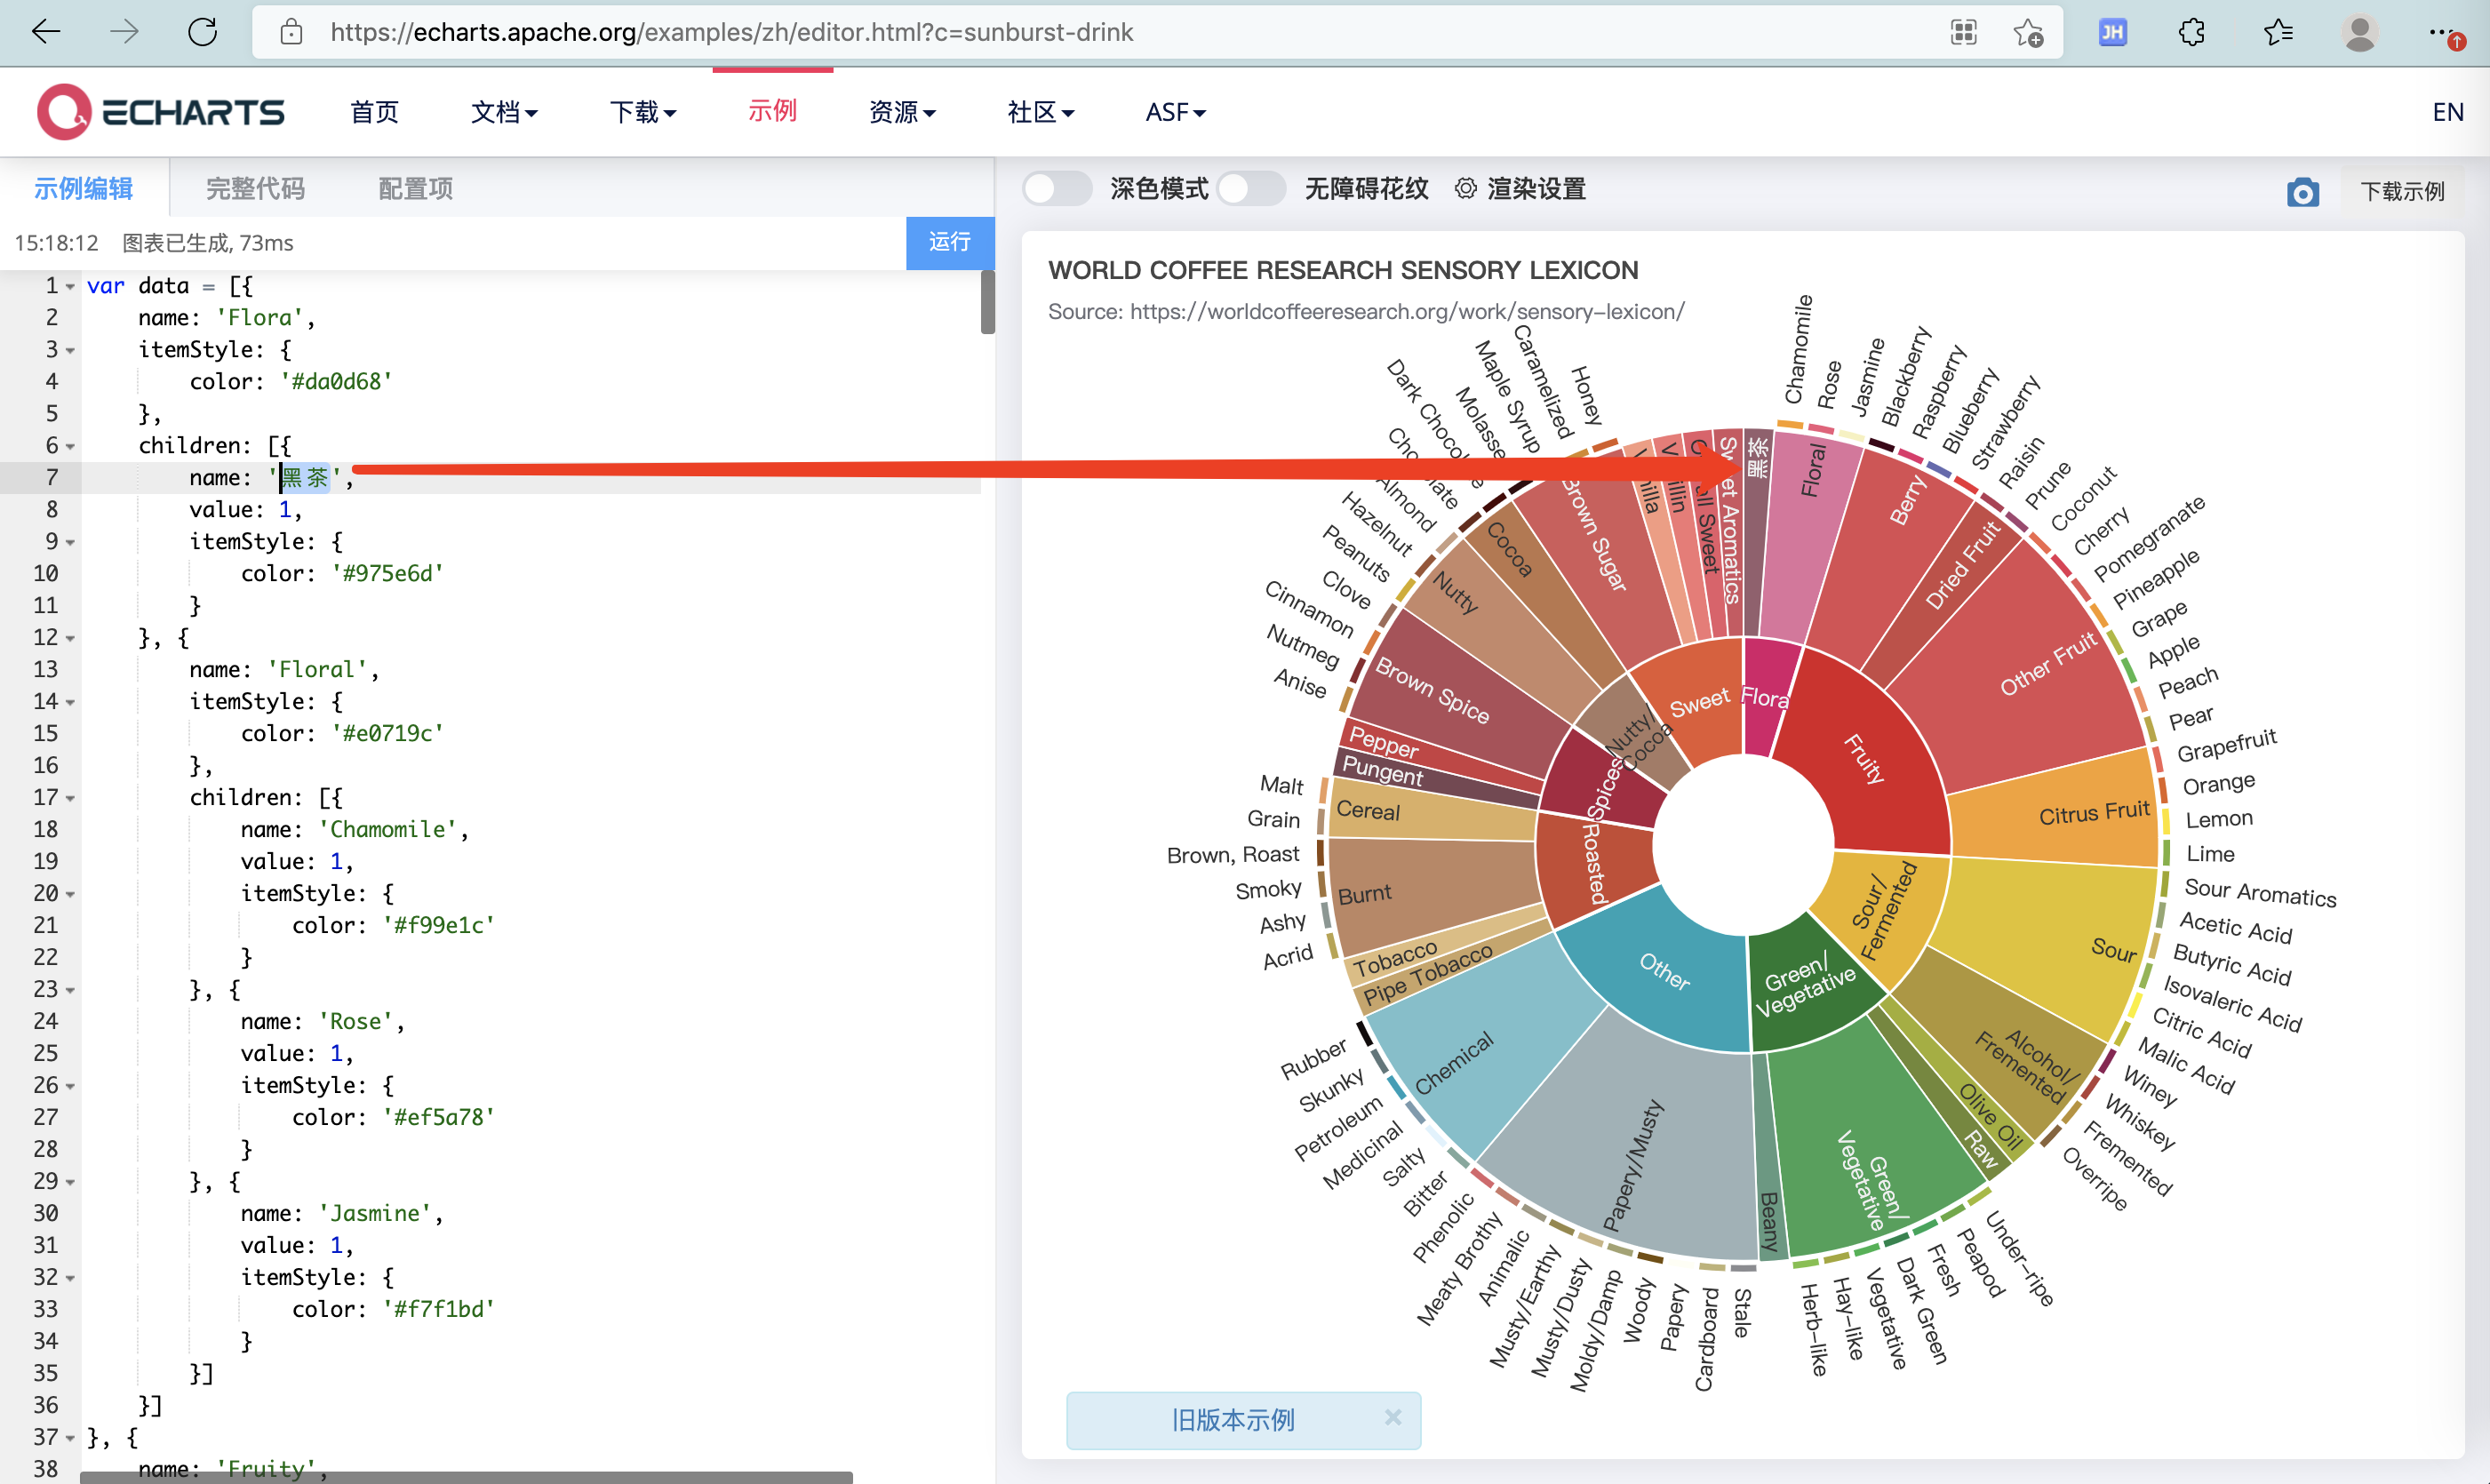 https://echarts.apache.org/examples/zh/editor.html?c=sunburst-drink
JH
ECHARTS
首页
文档
下载
示例
资源
社区
ASF
EN
示例编辑
完整代码
配置项
深色模式
无障碍花纹
渲染设置
下载示例
15:18:12 图表已生成, 73ms
运行
1 var data = [{
2 name: 'Flora',
3 itemStyle: {
4 color: '#da0d68'
5 },
6 children: [{
7 name: '黑茶',
8 value: 1,
9 itemStyle: {
10 color: '#975e6d'
11 }
12 }, {
13 name: 'Floral',
14 itemStyle: {
15 color: '#e0719c'
16 },
17 children: [{
18 name: 'Chamomile',
19 value: 1,
20 itemStyle: {
21 color: '#f99e1c'
22 }
23 }, {
24 name: 'Rose',
25 value: 1,
26 itemStyle: {
27 color: '#ef5a78'
28 }
29 }, {
30 name: 'Jasmine',
31 value: 1,
32 itemStyle: {
33 color: '#f7f1bd'
34 }
35 }]
36 }]
37 }, {
38 name: 'Fruity',
WORLD COFFEE RESEARCH SENSORY LEXICON
Source: https://worldcoffeeresearch.org/work/sensory-lexicon/
Flora
黑茶
Floral
Chamomile
Rose
Jasmine
Fruity
Berry
Blackberry
Raspberry
Blueberry
Strawberry
Dried Fruit
Raisin
Prune
Other Fruit
Coconut
Cherry
Pomegranate
Pineapple
Grape
Apple
Peach
Pear
Citrus Fruit
Grapefruit
Orange
Lemon
Lime
Sour/
Fermented
Sour
Sour Aromatics
Acetic Acid
Butyric Acid
Isovaleric Acid
Citric Acid
Malic Acid
Alcohol/
Fremented
Winey
Whiskey
Fremented
Overripe
Green/
Vegetative
Olive Oil
Raw
Green/
Vegetative
Under-ripe
Peapod
Fresh
Dark Green
Vegetative
Hay-like
Herb-like
Beany
Other
Papery/Musty
Stale
Cardboard
Papery
Woody
Moldy/Damp
Musty/Dusty
Musty/Earthy
Animalic
Meaty Brothy
Phenolic
Chemical
Bitter
Salty
Medicinal
Petroleum
Skunky
Rubber
Roasted
Pipe Tobacco
Tobacco
Burnt
Acrid
Ashy
Smoky
Brown, Roast
Cereal
Grain
Malt
Spices
Pungent
Pepper
Brown Spice
Anise
Nutmeg
Cinnamon
Clove
Nutty/
Cocoa
Nutty
Peanuts
Hazelnut
Almond
Cocoa
Dark Chocol
Sweet
Brown Sugar
Molasse
Maple Syrup
Caramelized
Honey
all Sweet
Sweet Aromatics
旧版本示例